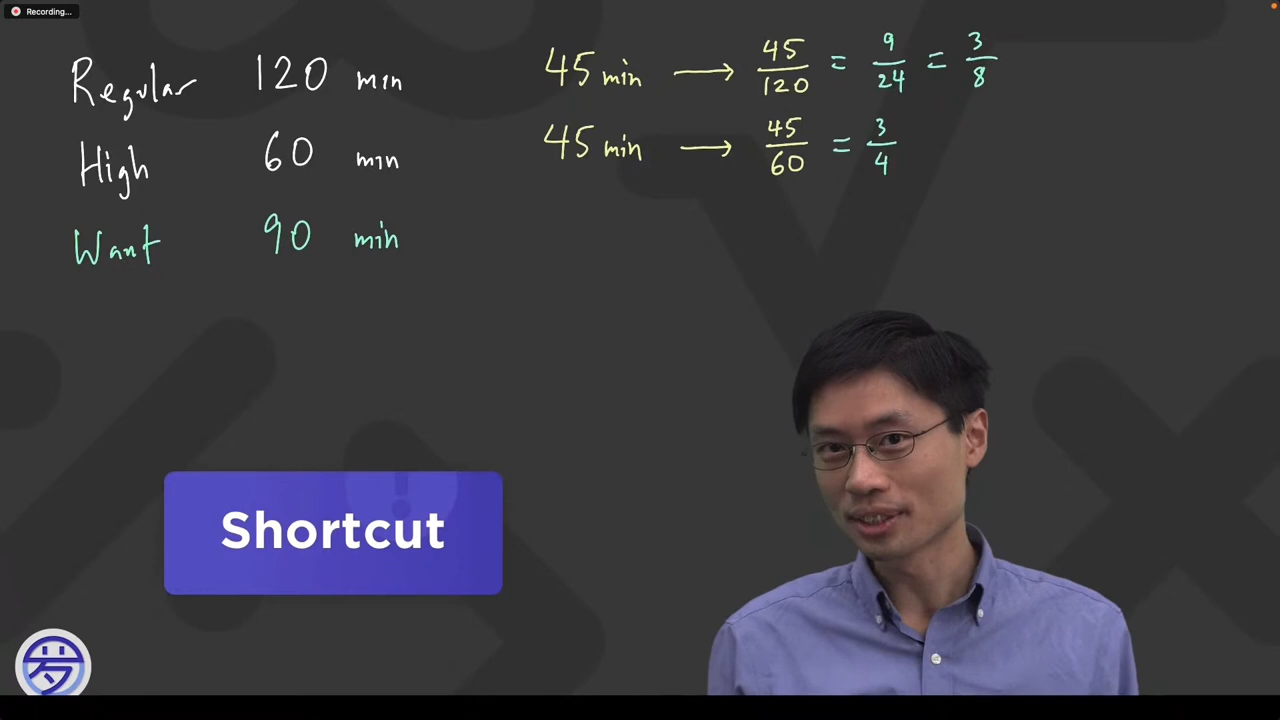 Recording...
Regular 120 min
High 60 min
Want 90 min
45 min → 45/120 = 9/24 = 3/8
45 min → 45/60 = 3/4
Shortcut